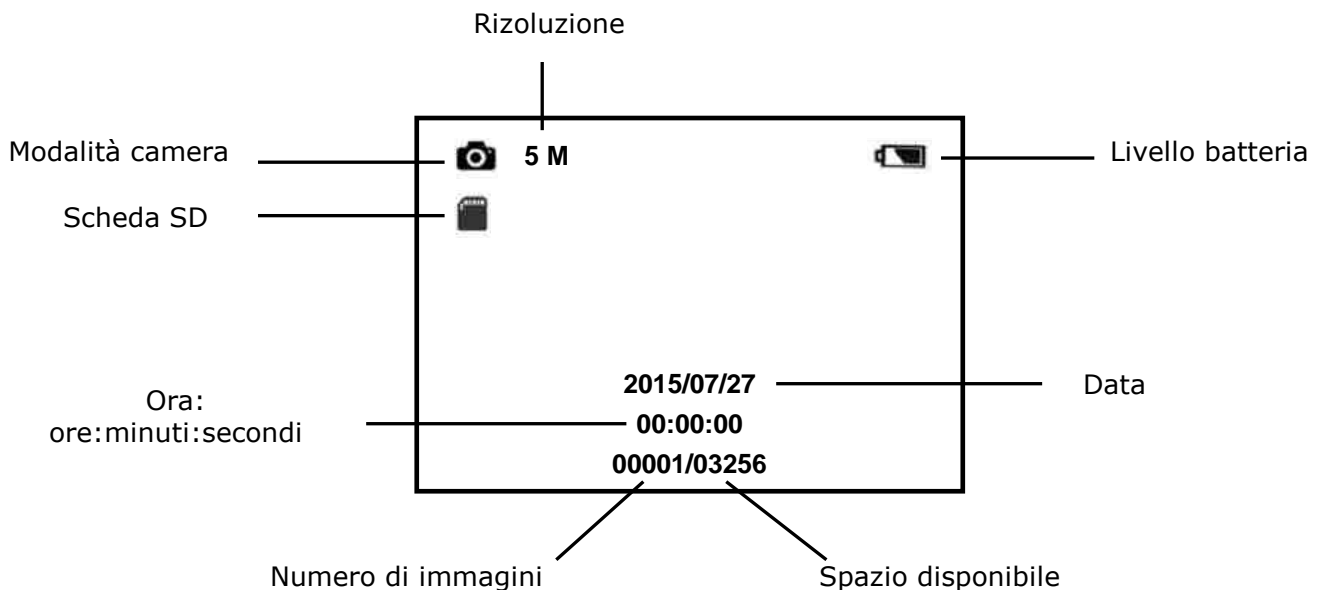 Rizoluzione
Modalità camera
5 M
Livello batteria
Scheda SD
2015/07/27
Data
Ora:
ore:minuti:secondi
00:00:00
00001/03256
Numero di immagini
Spazio disponibile